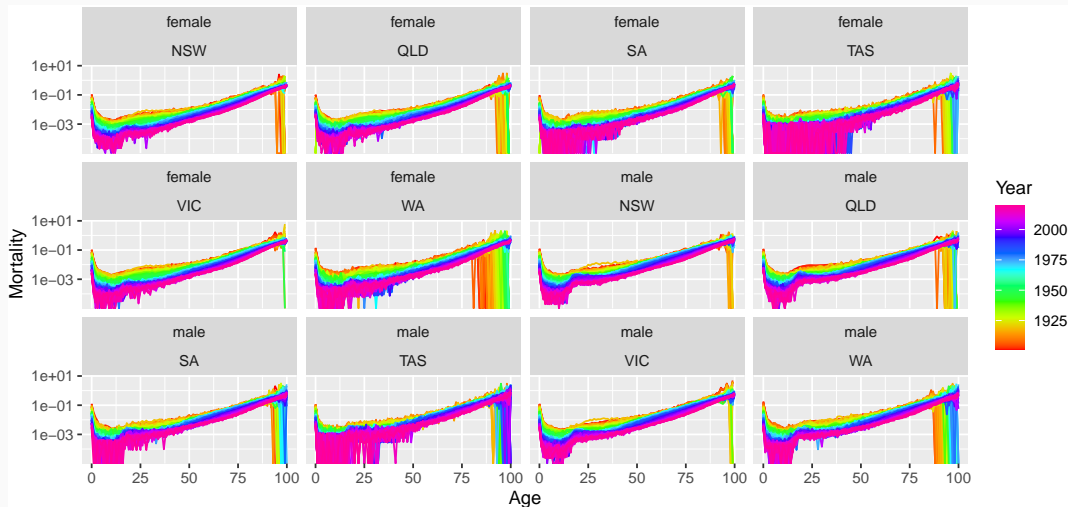 female female female female
NSW QLD SA TAS
1e+01
1e−01
1e−03
female female male male
VIC WA NSW QLD
1e+01
1e−01
1e−03
male male male male
SA TAS VIC WA
1e+01
1e−01
1e−03
0 25 50 75 100 0 25 50 75 100 0 25 50 75 100 0 25 50 75 100
Age
Mortality
Year
2000
1975
1950
1925